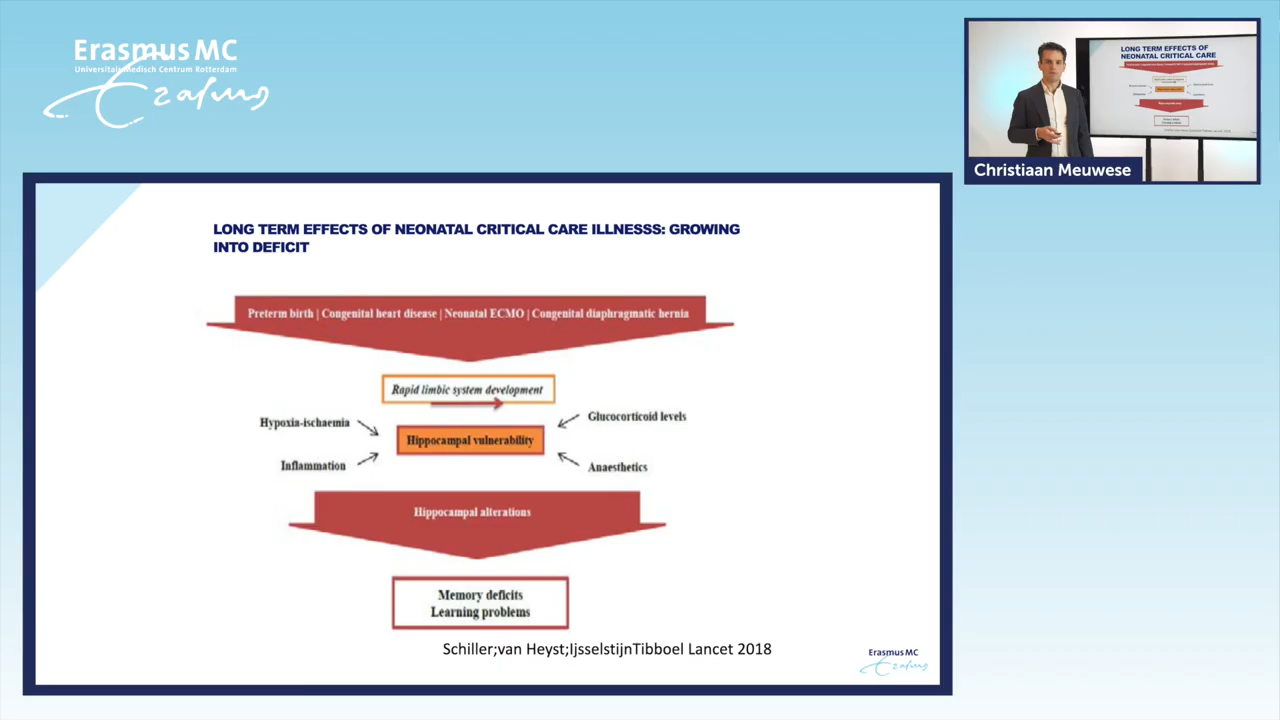 Erasmus MC
Universitair Medisch Centrum Rotterdam
Erasmus
LONG TERM EFFECTS OF
NEONATAL CRITICAL CARE
Christiaan Meuwese
LONG TERM EFFECTS OF NEONATAL CRITICAL CARE ILLNESSS: GROWING
INTO DEFICIT
Preterm birth | Congenital heart disease | Neonatal ECMO | Congenital diaphragmatic hernia
Rapid limbic system development
Hypoxia-ischaemia
Glucocorticoid levels
Hippocampal vulnerability
Inflammation
Anaesthetics
Hippocampal alterations
Memory deficits
Learning problems
Schiller;van Heyst;IjsselstijnTibboel Lancet 2018
Erasmus MC
Erasmus